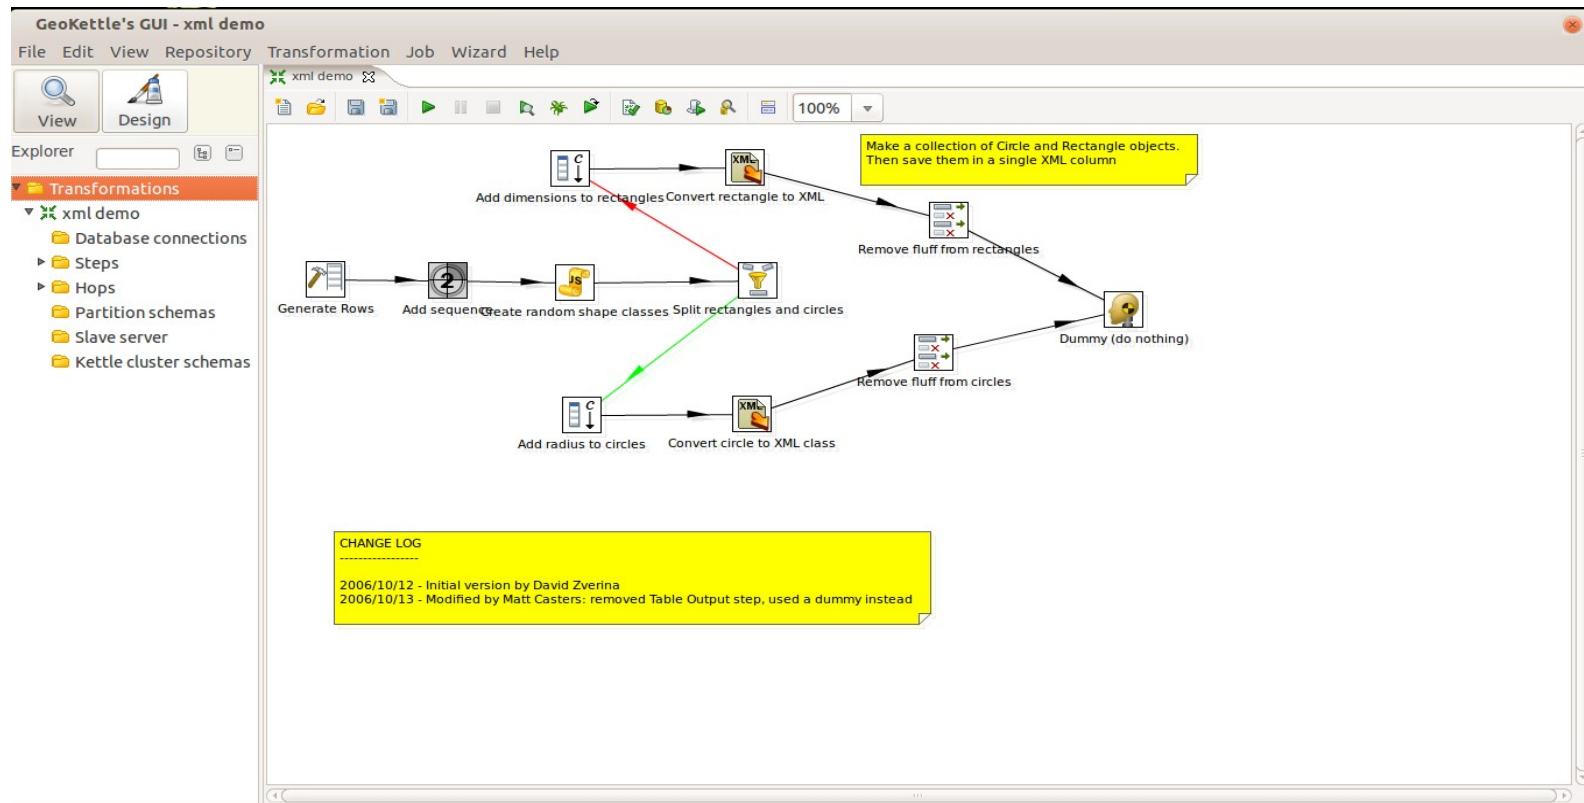 GeoKettle's GUI - xml demo
File Edit View Repository Transformation Job Wizard Help
View
Design
Explorer
Transformations
xml demo
Database connections
Steps
Hops
Partition schemas
Slave server
Kettle cluster schemas
xml demo
100%
Make a collection of Circle and Rectangle objects.
Then save them in a single XML column
C
Add dimensions to rectangles
XML
Convert rectangle to XML
Remove fluff from rectangles
Generate Rows
2
Add sequence
JS
Create random shape classes
Split rectangles and circles
Dummy (do nothing)
Remove fluff from circles
C
Add radius to circles
XML
Convert circle to XML class
CHANGE LOG
-----------------
2006/10/12 - Initial version by David Zverina
2006/10/13 - Modified by Matt Casters: removed Table Output step, used a dummy instead